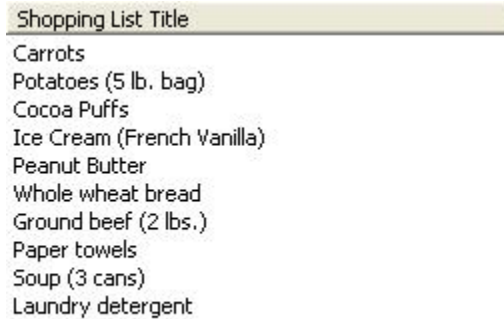 Shopping List Title
Carrots
Potatoes (5 lb. bag)
Cocoa Puffs
Ice Cream (French Vanilla)
Peanut Butter
Whole wheat bread
Ground beef (2 lbs.)
Paper towels
Soup (3 cans)
Laundry detergent